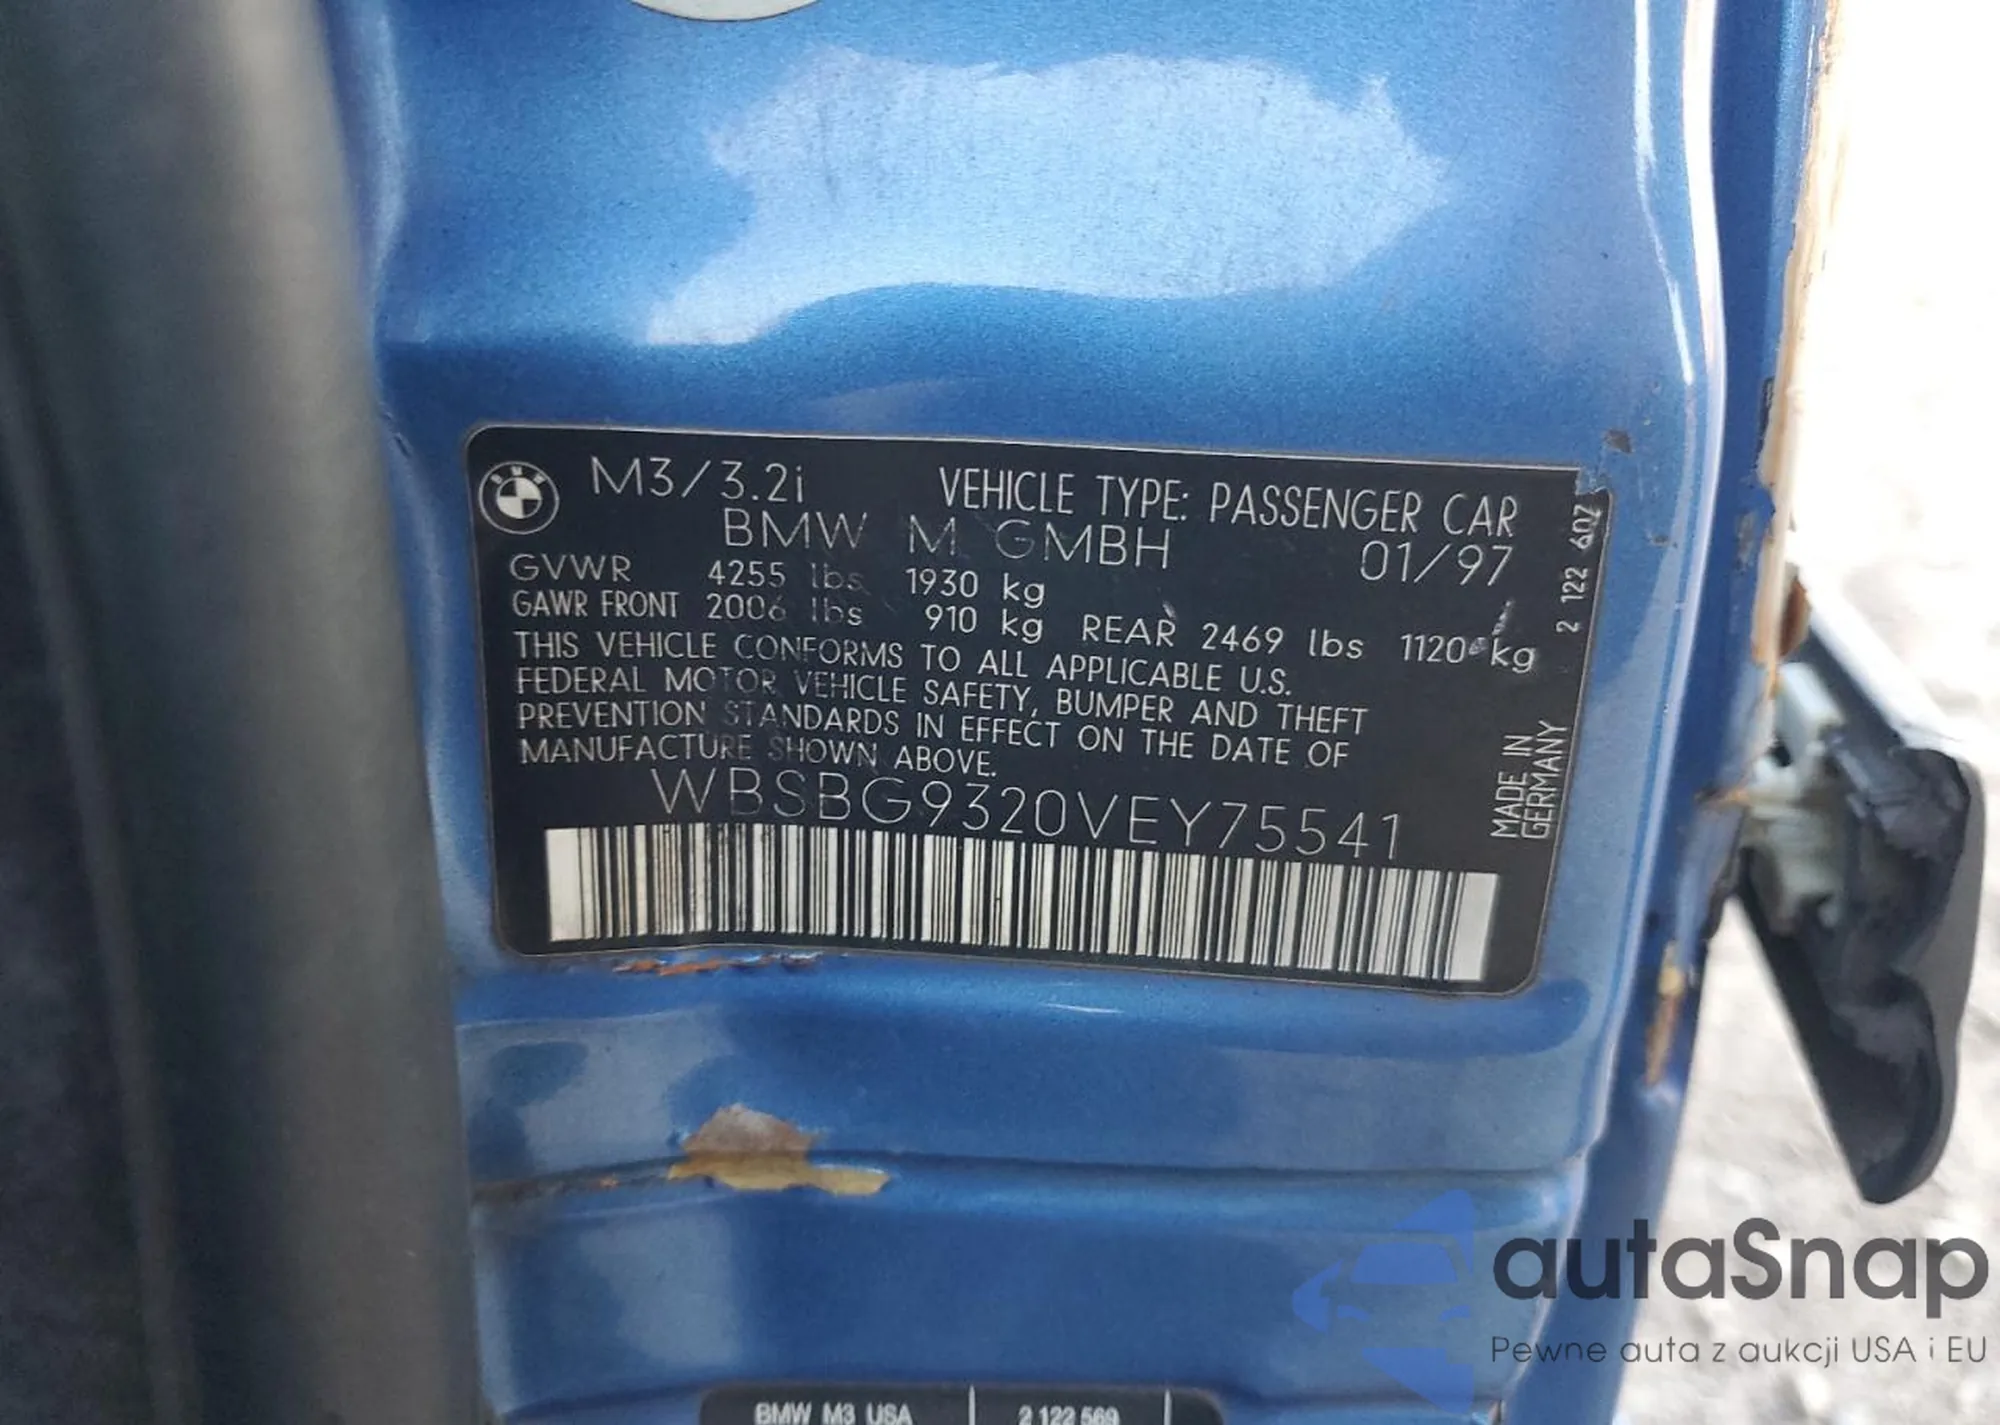 M3/3.2i VEHICLE TYPE: PASSENGER CAR
BMW M GMBH 01/97
GVWR 4255 lbs 1930 kg
GAWR FRONT 2006 lbs 910 kg REAR 2469 lbs 1120 kg
THIS VEHICLE CONFORMS TO ALL APPLICABLE U.S.
FEDERAL MOTOR VEHICLE SAFETY, BUMPER AND THEFT
PREVENTION STANDARDS IN EFFECT ON THE DATE OF
MANUFACTURE SHOWN ABOVE.
WBSBG9320VEY75541
2 122 607
MADE IN
GERMANY
BMW M3 USA 2 122 569
autaSnap
Pewne auta z aukcji USA i EU